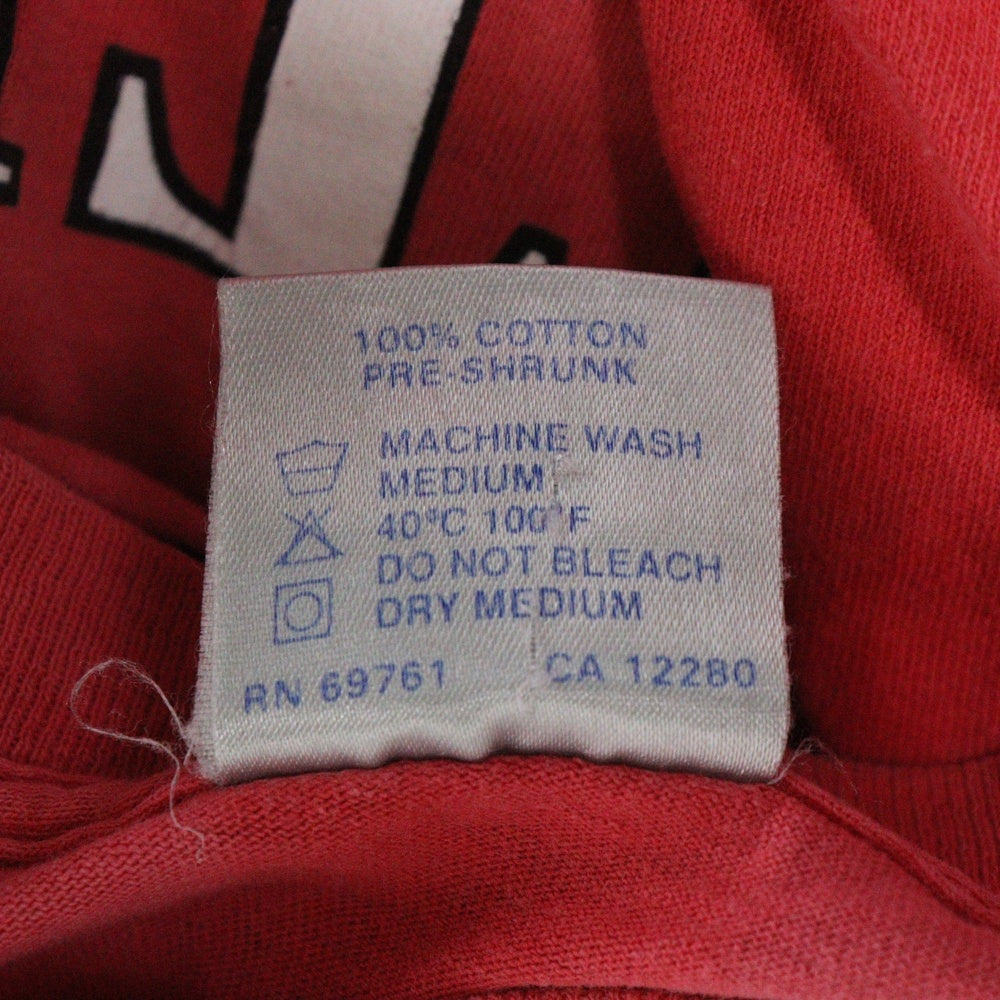 100% COTTON
PRE-SHRUNK
MACHINE WASH
MEDIUM
40°C 100°F
DO NOT BLEACH
DRY MEDIUM
RN 69761 CA 12280